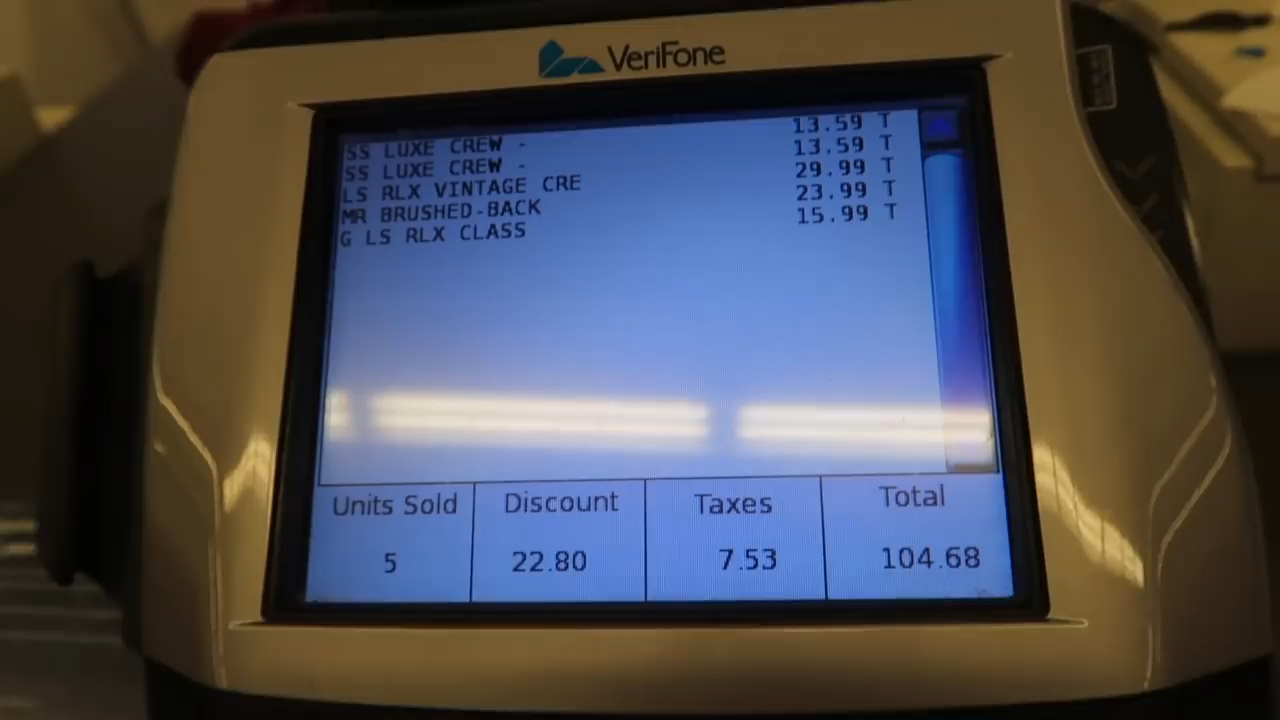 VeriFone
SS LUXE CREW - 13.59 T
SS LUXE CREW - 13.59 T
LS RLX VINTAGE CRE 29.99 T
MR BRUSHED-BACK 23.99 T
G LS RLX CLASS 15.99 T
Units Sold Discount Taxes Total
5 22.80 7.53 104.68